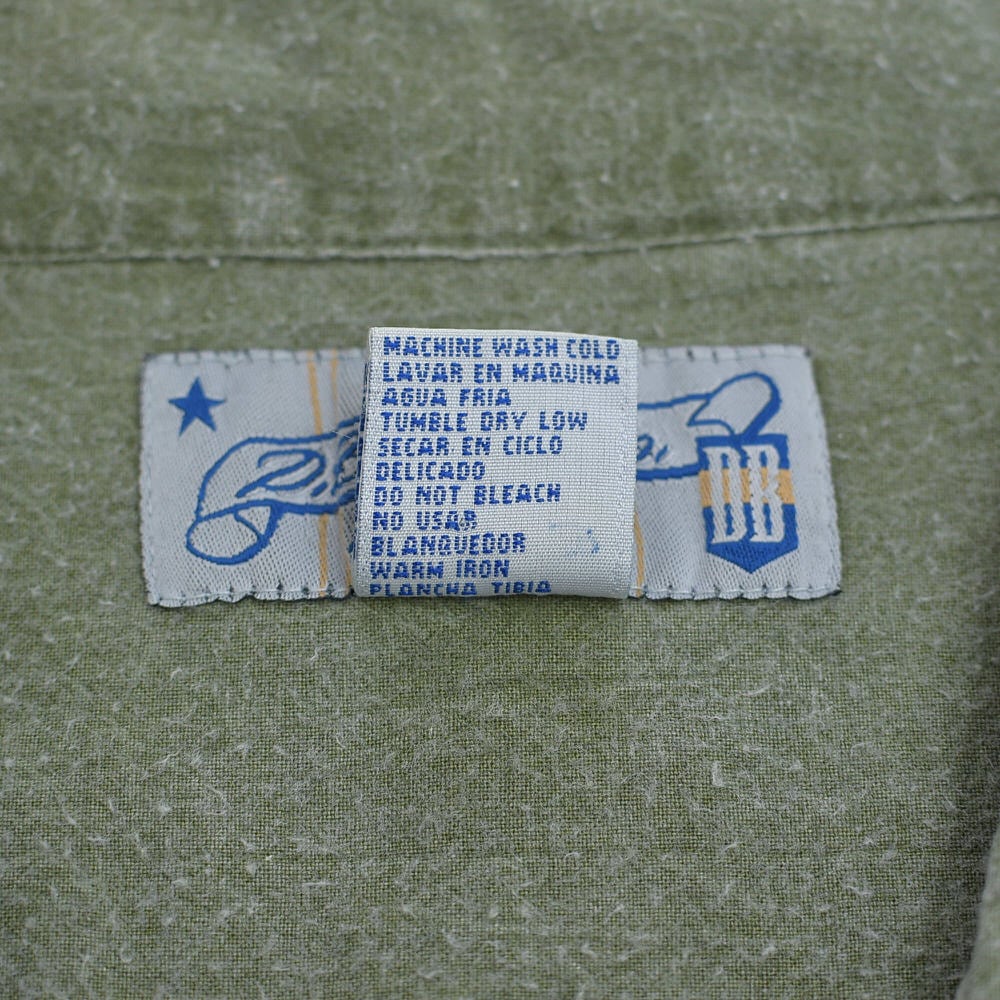 MACHINE WASH COLD
LAVAR EN MAQUINA
AGUA FRIA
TUMBLE DRY LOW
SECAR EN CICLO
DELICADO
DO NOT BLEACH
NO USAR
BLANQUEDOR
WARM IRON
PLANCHA TIBIA
DB